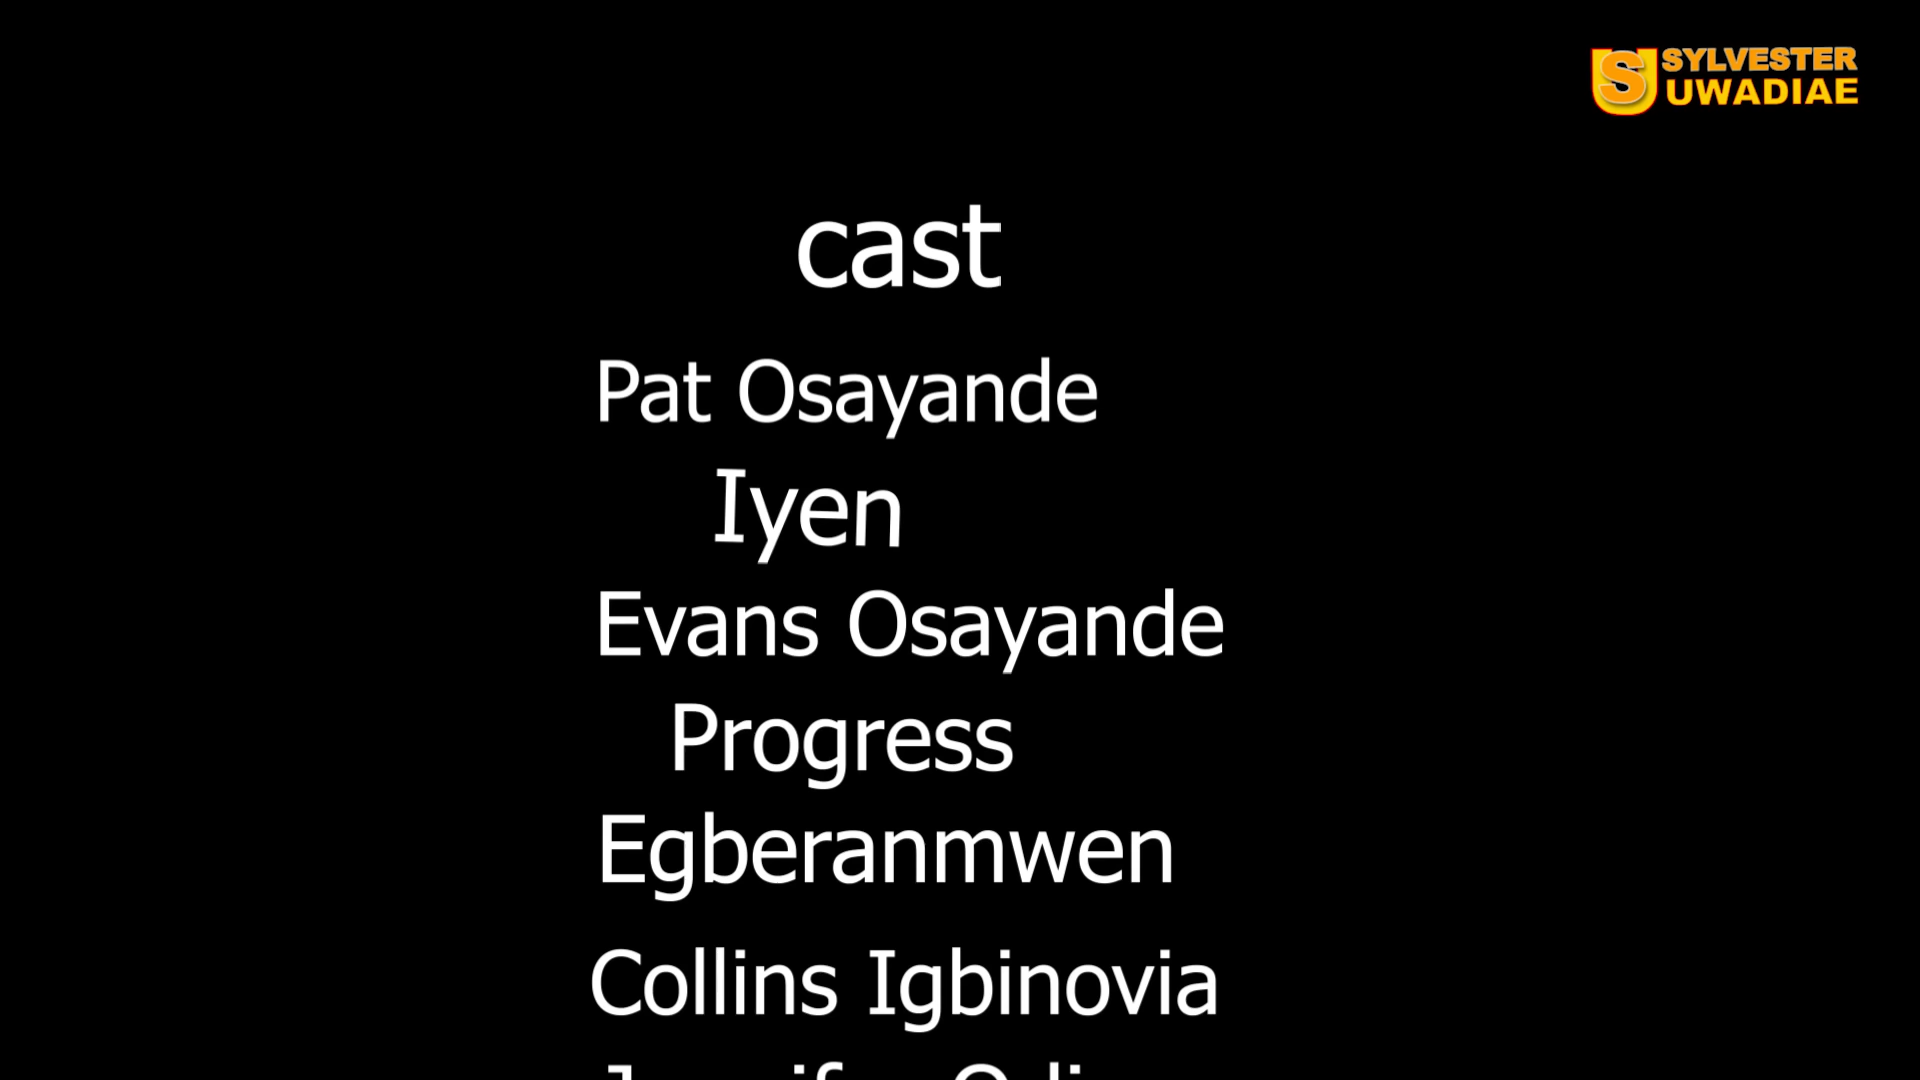 SYLVESTER
UWADIAE
cast
Pat Osayande
Iyen
Evans Osayande
Progress
Egberanmwen
Collins Igbinovia